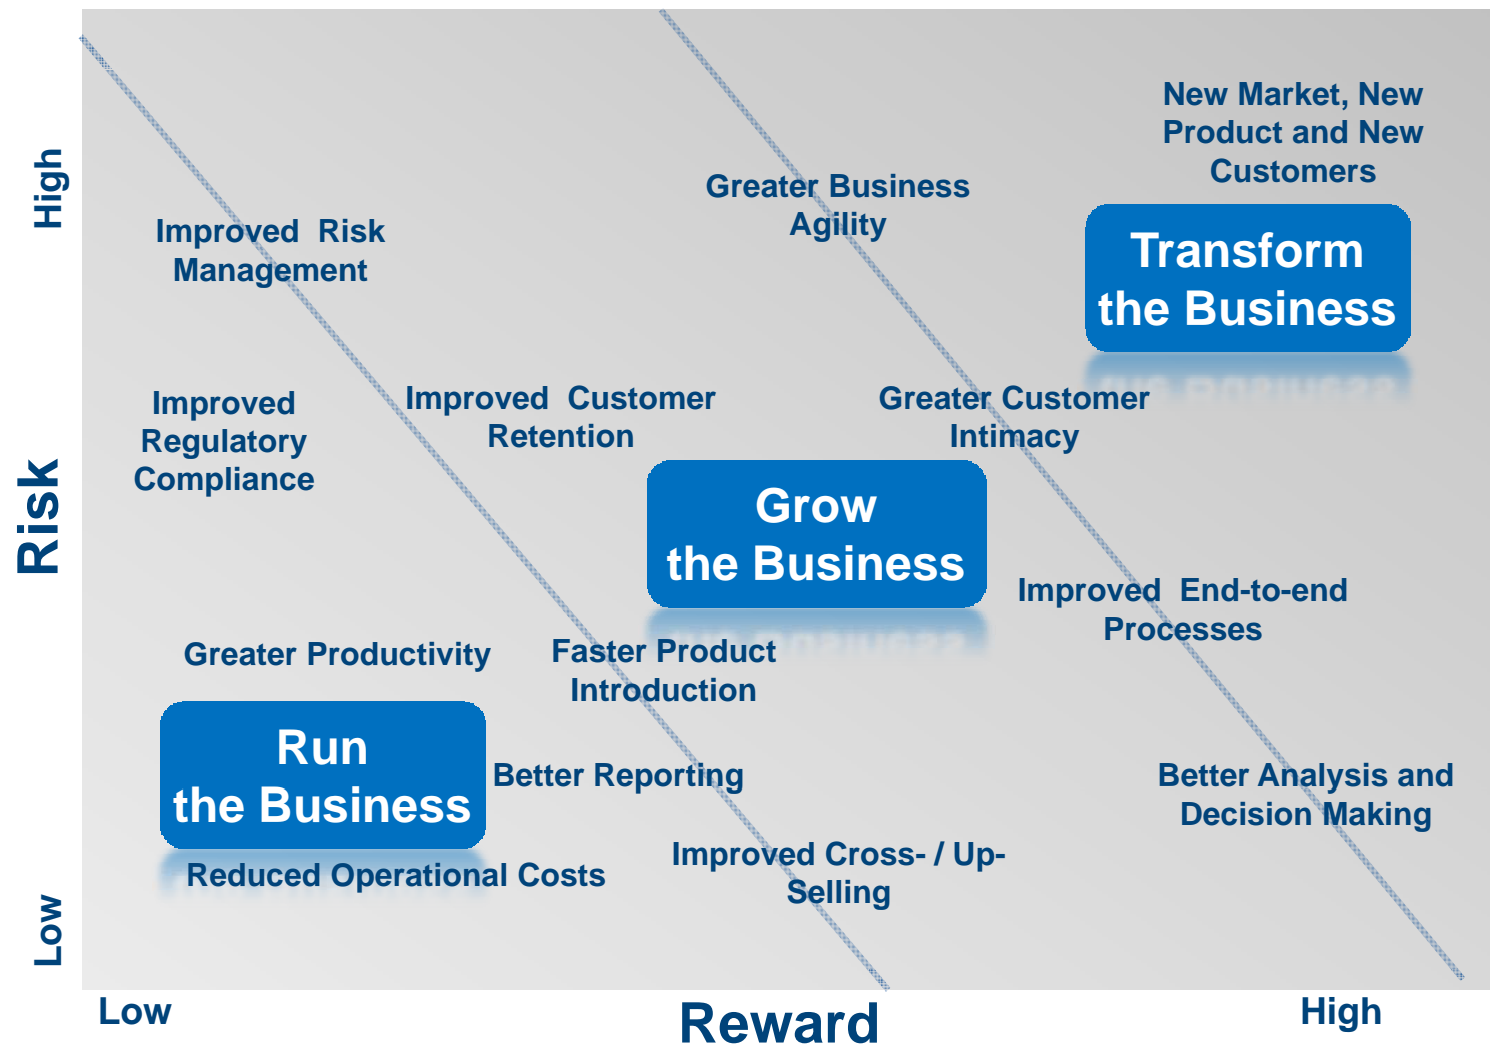 New Market, New
Product and New
Customers
High
Greater Business
Agility
Transform
the Business
Improved Risk
Management
Improved
Regulatory
Compliance
Improved Customer
Retention
Greater Customer
Intimacy
Risk
Grow
the Business
Improved End-to-end
Processes
Greater Productivity
Faster Product
Introduction
Run
the Business
Better Reporting
Better Analysis and
Decision Making
Improved Cross- / Up-
Selling
Reduced Operational Costs
Low
Low
Reward
High